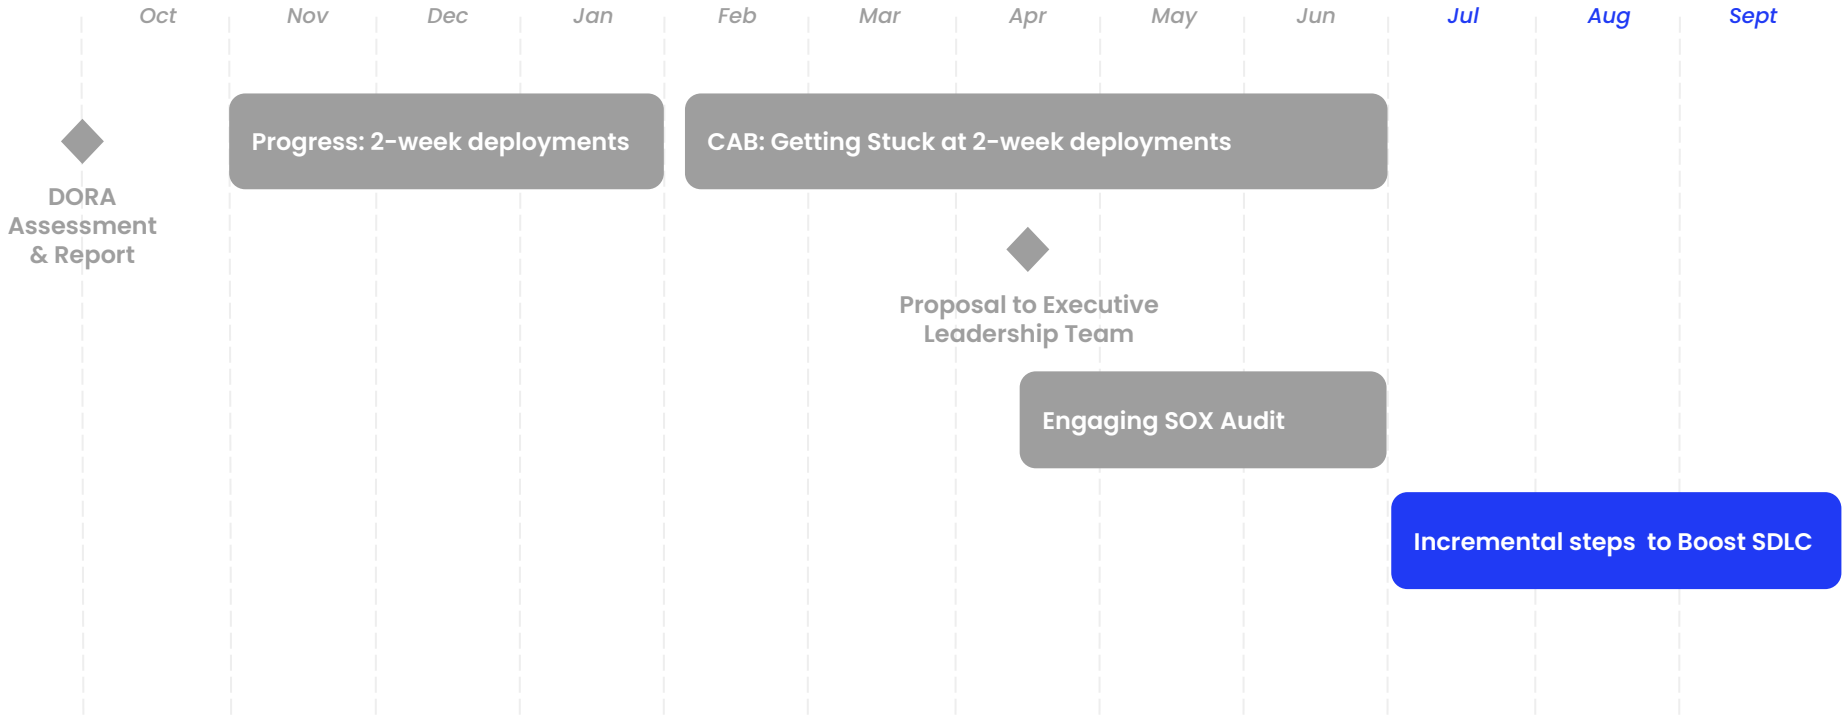 Oct Nov Dec Jan Feb Mar Apr May Jun Jul Aug Sept
Progress: 2-week deployments
CAB: Getting Stuck at 2-week deployments
DORA
Assessment
& Report
Proposal to Executive
Leadership Team
Engaging SOX Audit
Incremental steps  to Boost SDLC